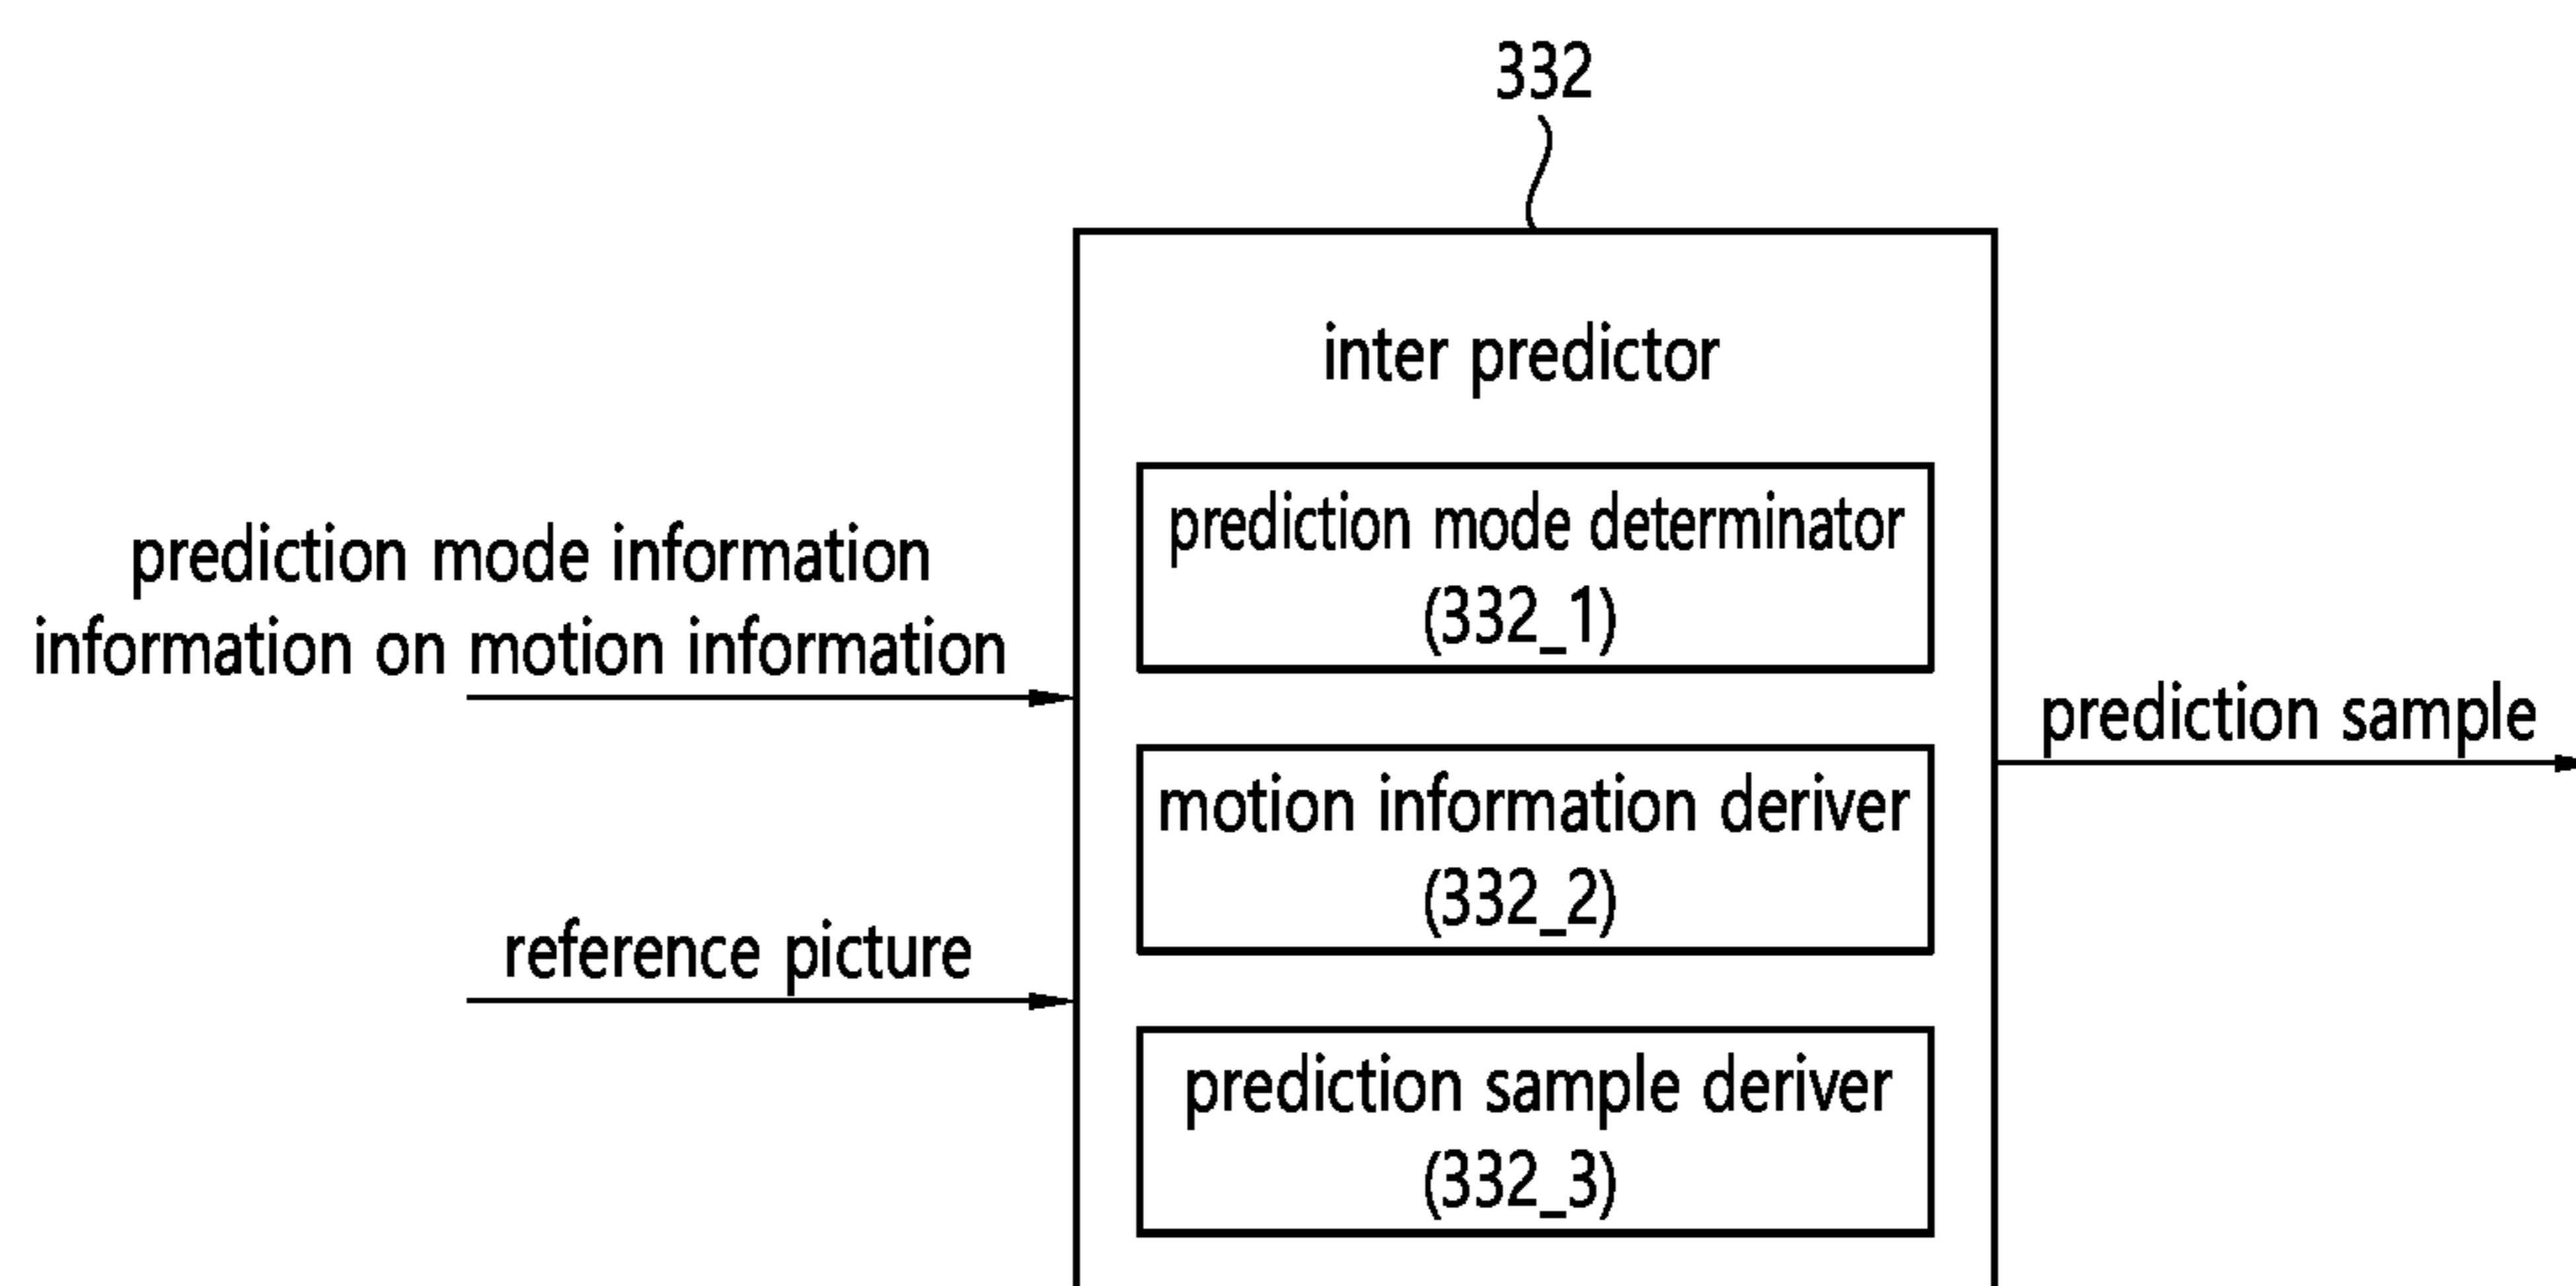 332
inter predictor
prediction mode determinator
(332_1)
prediction mode information
information on motion information
motion information deriver
(332_2)
prediction sample
reference picture
prediction sample deriver
(332_3)